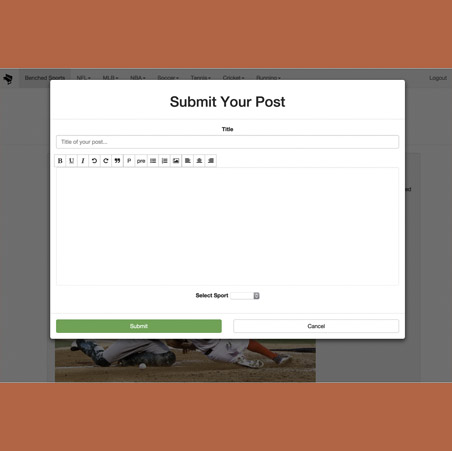 Benched Sports NFL MLB NBA Soccer Tennis Cricket Running Logout
Submit Your Post
Title
Title of your post...
B U I P pre
Select Sport
Submit Cancel